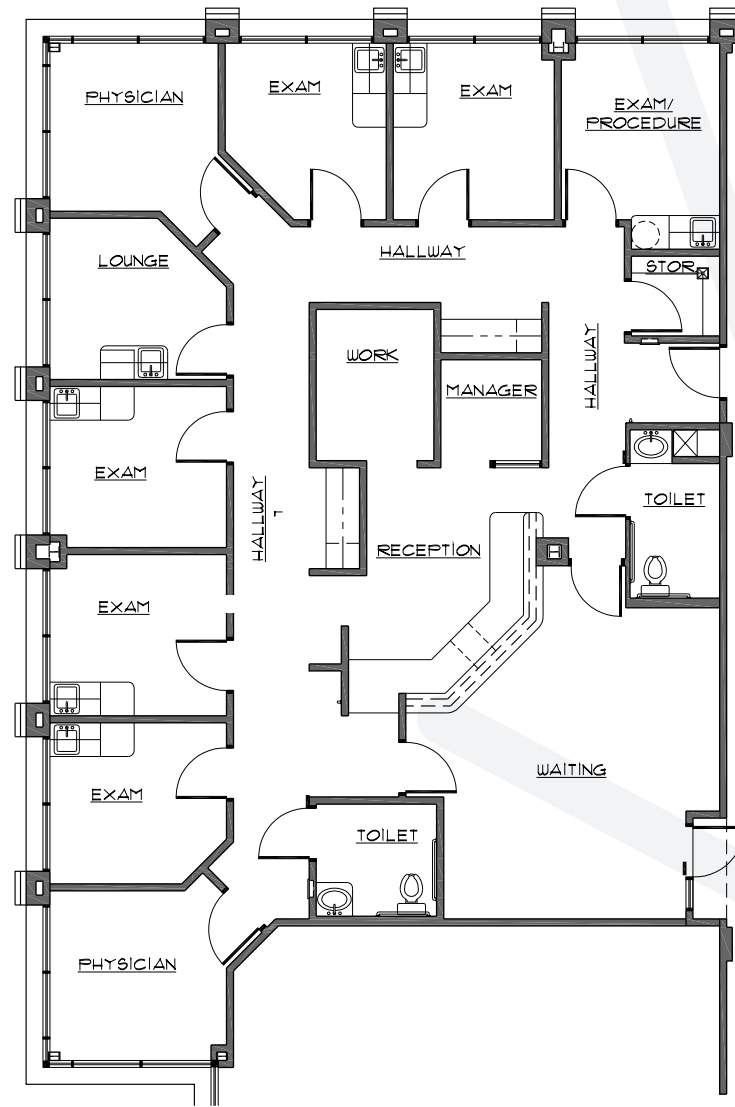 PHYSICIAN
EXAM
EXAM
EXAM/
PROCEDURE
HALLWAY
LOUNGE
STOR.
WORK
HALLWAY
MANAGER
EXAM
HALLWAY
TOILET
RECEPTION
EXAM
WAITING
EXAM
TOILET
PHYSICIAN